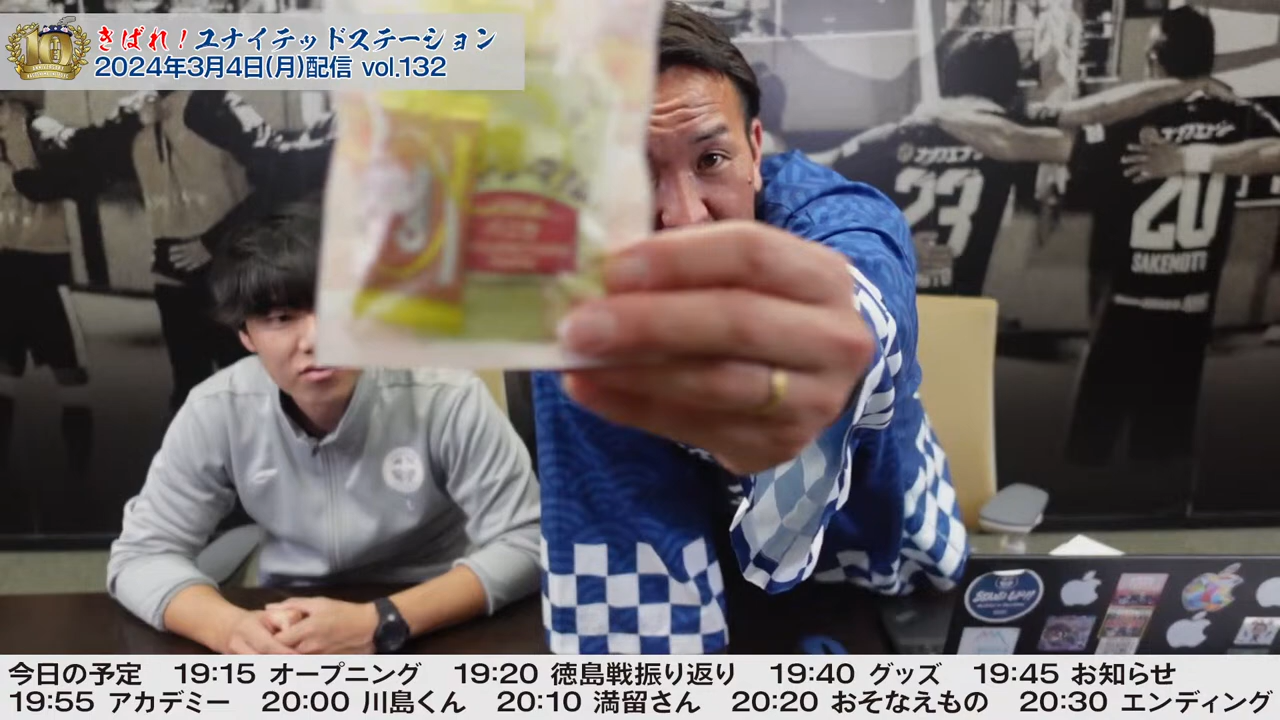 きばれ！ユナイテッドステーション
2024年3月4日(月)配信 vol.132
23
20
SAKEMOTO
今日の予定 19:15 オープニング 19:20 徳島戦振り返り 19:40 グッズ 19:45 お知らせ
19:55 アカデミー 20:00 川島くん 20:10 満留さん 20:20 おそなえもの 20:30 エンディング